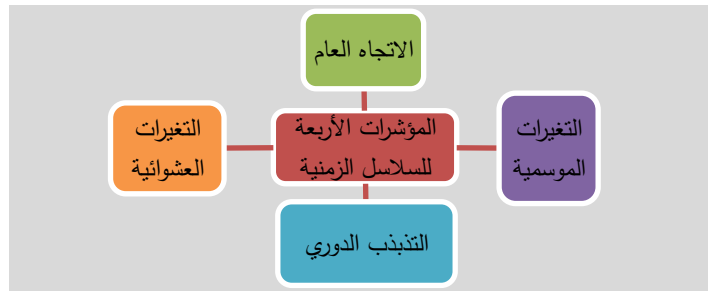 الاتجاه العام
المؤشرات الأربعة
للسلاسل الزمنية
التغيرات
الموسمية
التغيرات
العشوائية
التذبذب الدوري